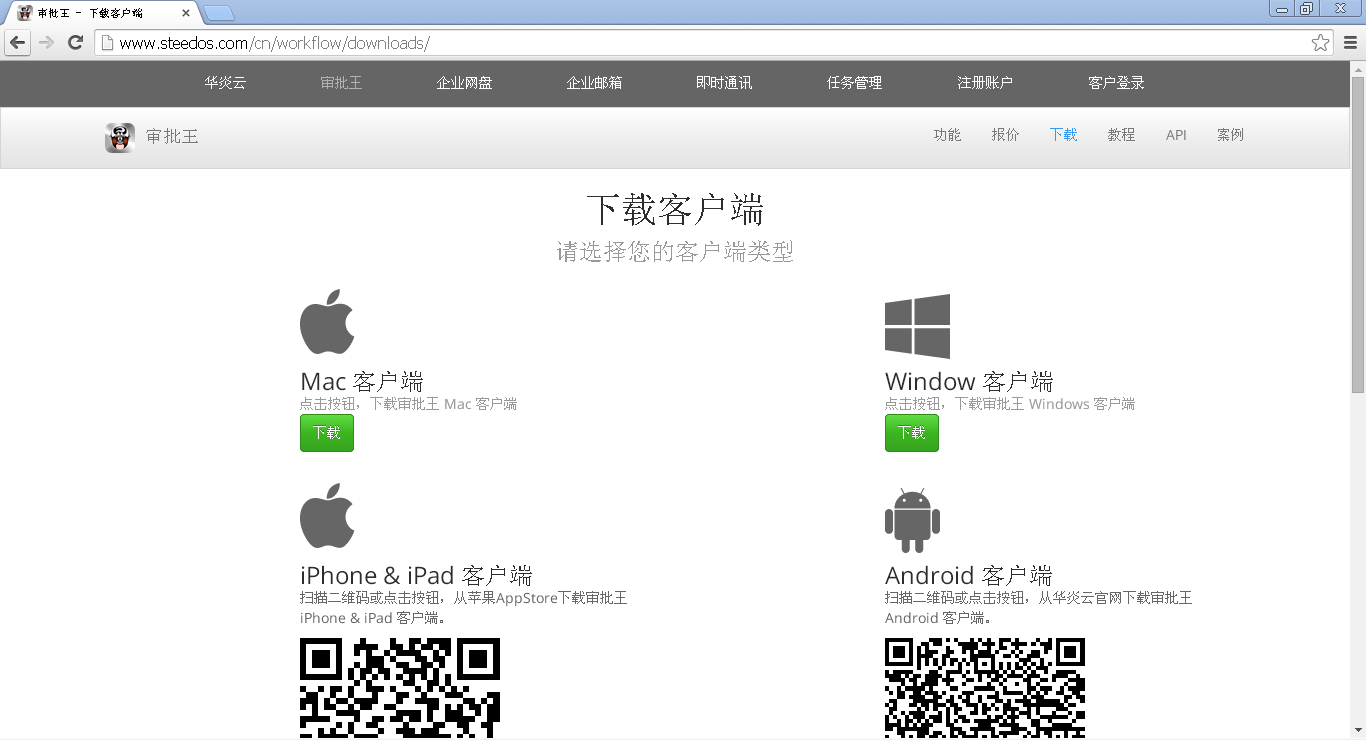 审批王 - 下载客户端
www.steedos.com/cn/workflow/downloads/
华炎云 审批王 企业网盘 企业邮箱 即时通讯 任务管理 注册账户 客户登录
审批王 功能 报价 下载 教程 API 案例
下载客户端
请选择您的客户端类型
Mac 客户端
点击按钮，下载审批王 Mac 客户端
下载
Window 客户端
点击按钮，下载审批王 Windows 客户端
下载
iPhone & iPad 客户端
扫描二维码或点击按钮，从苹果AppStore下载审批王
iPhone & iPad 客户端。
Android 客户端
扫描二维码或点击按钮，从华炎云官网下载审批王
Android 客户端。